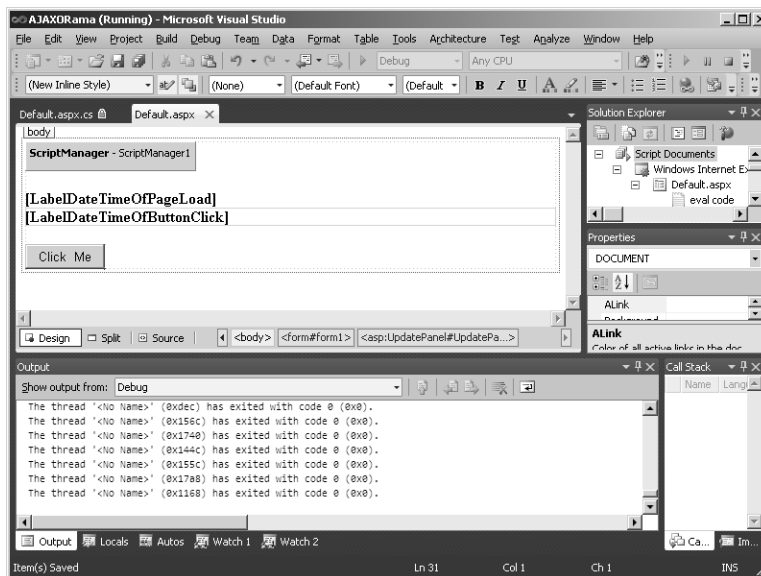 AJAXORama (Running) - Microsoft Visual Studio
File Edit View Project Build Debug Team Data Format Table Tools Architecture Test Analyze Window Help
Debug Any CPU
(New Inline Style) (None) (Default Font) (Default B I U A
Default.aspx.cs Default.aspx
body
ScriptManager - ScriptManager1
[LabelDateTimeOfPageLoad]
[LabelDateTimeOfButtonClick]
Click Me
Design Split Source <body> <form#form1> <asp:UpdatePanel#UpdatePa...>
Solution Explorer
Script Documents
Windows Internet Ex
Default.aspx
eval code
Properties
DOCUMENT
ALink
Background
ALink
Color of all active links in the doc
Output
Show output from: Debug
The thread '<No Name>' (0xdec) has exited with code 0 (0x0).
The thread '<No Name>' (0x156c) has exited with code 0 (0x0).
The thread '<No Name>' (0x1740) has exited with code 0 (0x0).
The thread '<No Name>' (0x144c) has exited with code 0 (0x0).
The thread '<No Name>' (0x155c) has exited with code 0 (0x0).
The thread '<No Name>' (0x17a8) has exited with code 0 (0x0).
The thread '<No Name>' (0x1168) has exited with code 0 (0x0).
Output Locals Autos Watch 1 Watch 2
Call Stack
Name Langu
Ca... Im...
Item(s) Saved Ln 31 Col 1 Ch 1 INS